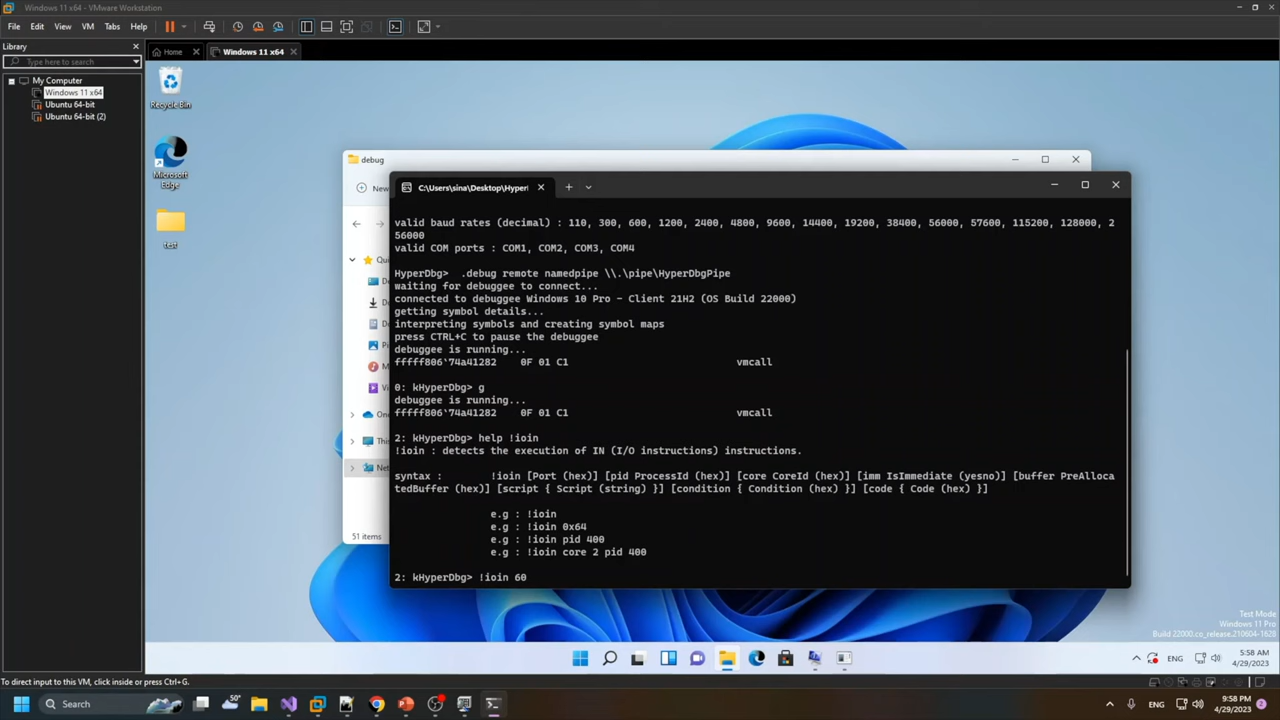 Windows 11 x64 - VMware Workstation
File Edit View VM Tabs Help
Library
Type here to search
Home
Windows 11 x64
My Computer
Windows 11 x64
Ubuntu 64-bit
Ubuntu 64-bit (2)
Recycle Bin
Microsoft
Edge
test
debug
New
51 items
C:\Users\sina\Desktop\Hyper
valid baud rates (decimal) : 110, 300, 600, 1200, 2400, 4800, 9600, 14400, 19200, 38400, 56000, 57600, 115200, 128000, 2
56000
valid COM ports : COM1, COM2, COM3, COM4
HyperDbg> .debug remote namedpipe \\.\pipe\HyperDbgPipe
waiting for debuggee to connect...
connected to debuggee Windows 10 Pro - Client 21H2 (OS Build 22000)
getting symbol details...
interpreting symbols and creating symbol maps
press CTRL+C to pause the debuggee
debuggee is running...
fffff806`74a41282 0F 01 C1 vmcall
0: kHyperDbg> g
debuggee is running...
fffff806`74a41282 0F 01 C1 vmcall
2: kHyperDbg> help !ioin
!ioin : detects the execution of IN (I/O instructions) instructions.
syntax : !ioin [Port (hex)] [pid ProcessId (hex)] [core CoreId (hex)] [imm IsImmediate (yesno)] [buffer PreAlloca
tedBuffer (hex)] [script { Script (string) }] [condition { Condition (hex) }] [code { Code (hex) }]
e.g : !ioin
e.g : !ioin 0x64
e.g : !ioin pid 400
e.g : !ioin core 2 pid 400
2: kHyperDbg> !ioin 60
Test Mode
Windows 11 Pro
Build 22000.co_release.210604-1628
ENG
5:58 AM
4/29/2023
To direct input to this VM, click inside or press Ctrl+G.
Search
50°
ENG
9:58 PM
4/29/2023
2